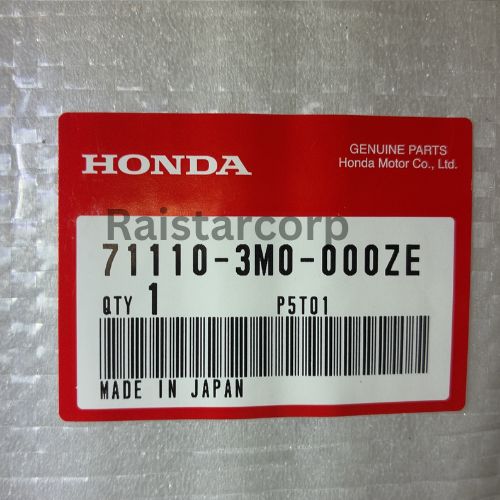 GENUINE PARTS
HONDA
Honda Motor Co., Ltd.
Raistarcorp
71110-3M0-000ZE
QTY 1 P5T01
MADE IN JAPAN